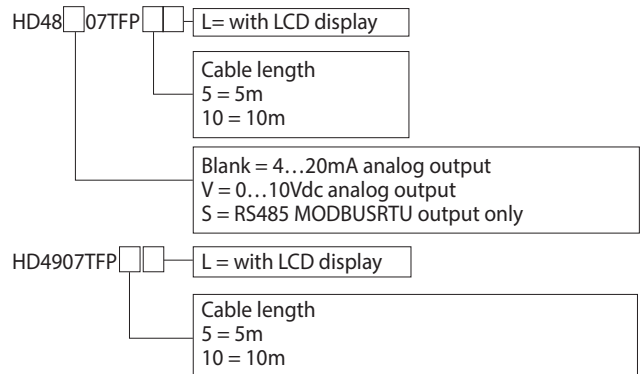 HD48 07TFP L= with LCD display
Cable length
5 = 5m
10 = 10m
Blank = 4…20mA analog output
V = 0…10Vdc analog output
S = RS485 MODBUSRTU output only
HD4907TFP L = with LCD display
Cable length
5 = 5m
10 = 10m